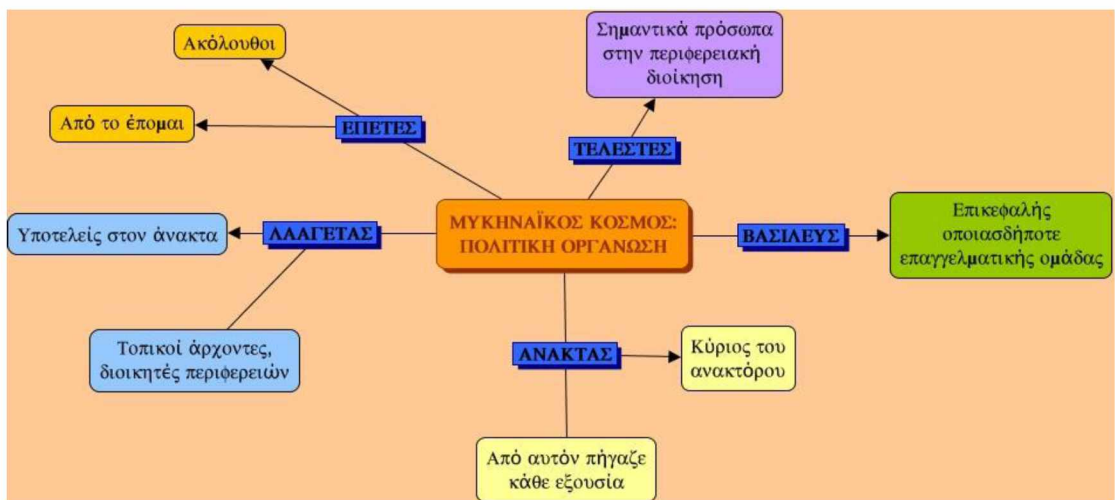 Ακόλουθοι
Σημαντικά πρόσωπα
στην περιφερειακή
διοίκηση
Από το έπομαι
ΕΠΕΤΕΣ
ΤΕΛΕΣΤΕΣ
Υποτελείς στον άνακτα
ΛΑΑΓΕΤΑΣ
ΜΥΚΗΝΑΪΚΟΣ ΚΟΣΜΟΣ:
ΠΟΛΙΤΙΚΗ ΟΡΓΑΝΩΣΗ
ΒΑΣΙΛΕΥΣ
Επικεφαλής
οποιασδήποτε
επαγγελματικής ομάδας
Τοπικοί άρχοντες,
διοικητές περιφερειών
ΑΝΑΚΤΑΣ
Κύριος του
ανακτόρου
Από αυτόν πήγαζε
κάθε εξουσία